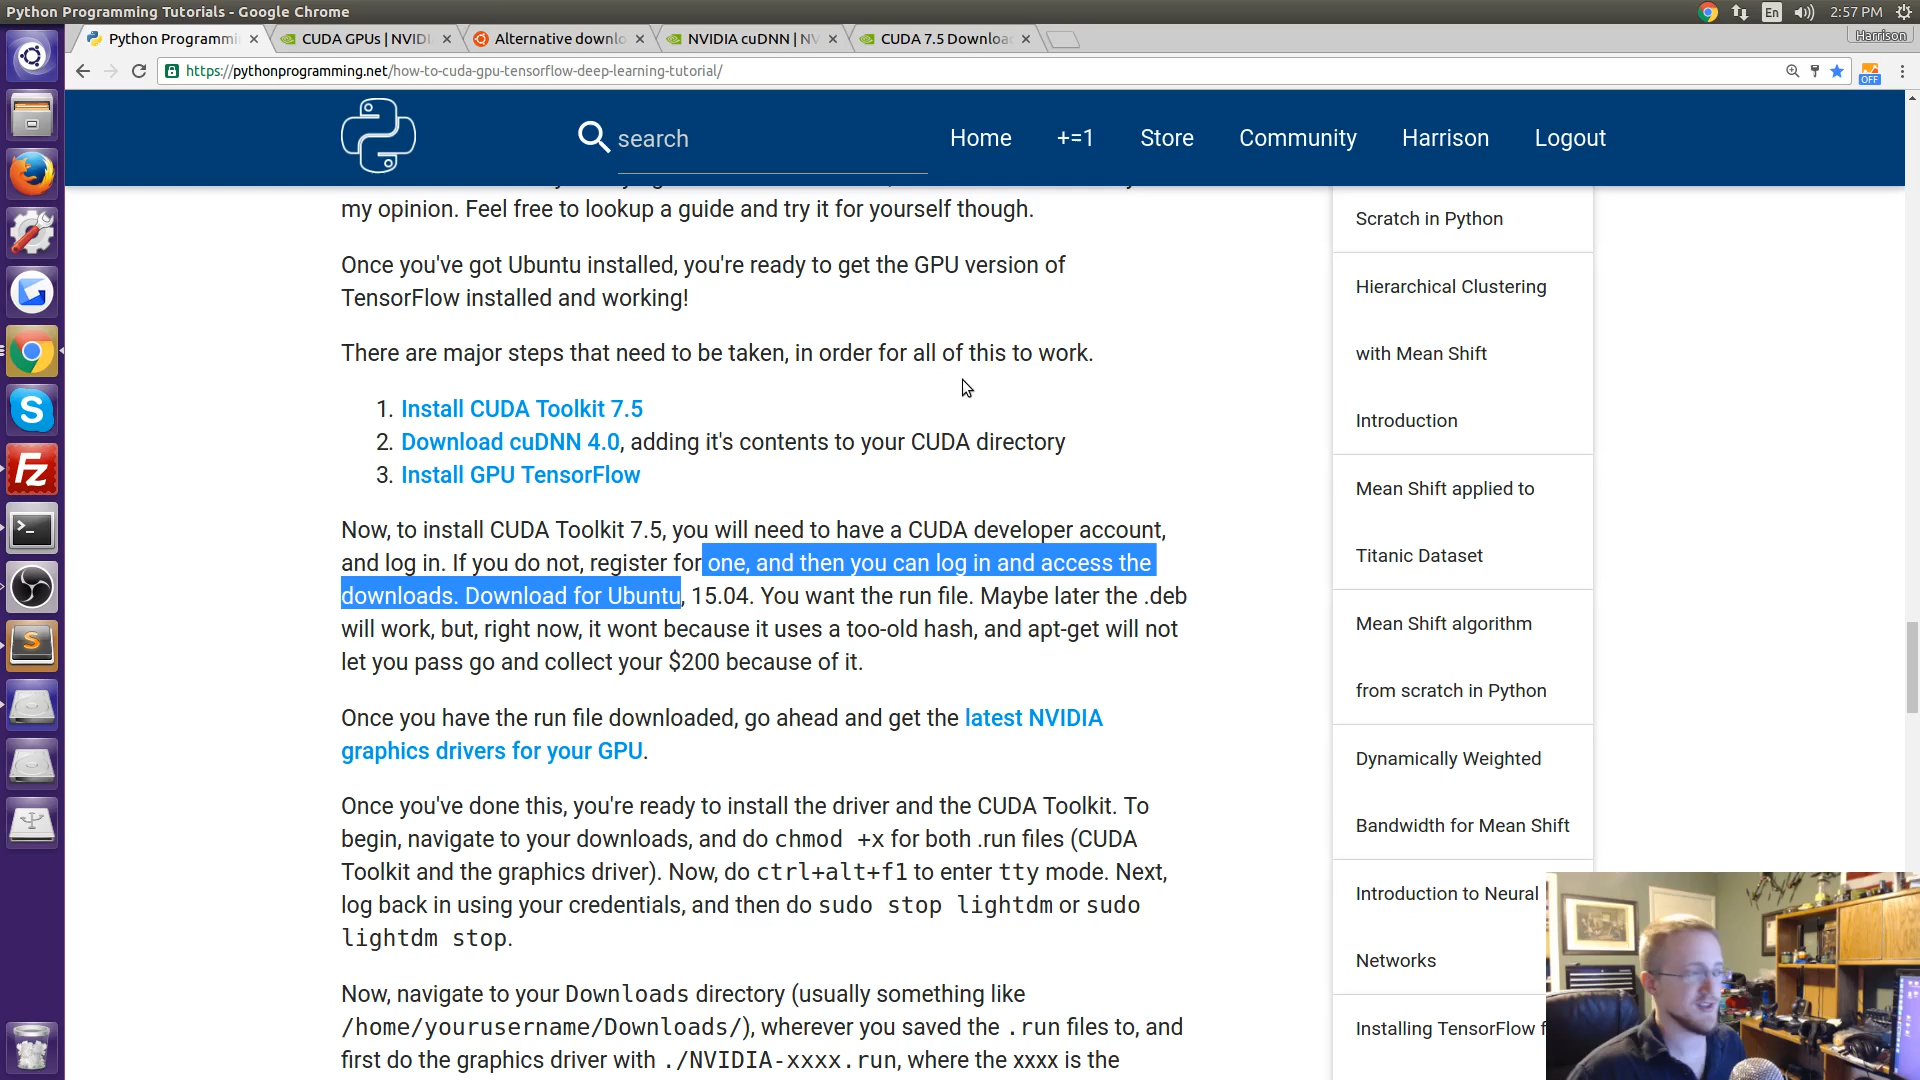 Python Programming Tutorials - Google Chrome
En
2:57 PM
Python Programmi
CUDA GPUs | NVIDI
Alternative downlo
NVIDIA cuDNN | NV
CUDA 7.5 Downloa
Harrison
https://pythonprogramming.net/how-to-cuda-gpu-tensorflow-deep-learning-tutorial/
OFF
search
Home
+=1
Store
Community
Harrison
Logout
my opinion. Feel free to lookup a guide and try it for yourself though.
Once you've got Ubuntu installed, you're ready to get the GPU version of
TensorFlow installed and working!
There are major steps that need to be taken, in order for all of this to work.
1. Install CUDA Toolkit 7.5
2. Download cuDNN 4.0, adding it's contents to your CUDA directory
3. Install GPU TensorFlow
Now, to install CUDA Toolkit 7.5, you will need to have a CUDA developer account,
and log in. If you do not, register for one, and then you can log in and access the
downloads. Download for Ubuntu, 15.04. You want the run file. Maybe later the .deb
will work, but, right now, it wont because it uses a too-old hash, and apt-get will not
let you pass go and collect your $200 because of it.
Once you have the run file downloaded, go ahead and get the latest NVIDIA
graphics drivers for your GPU.
Once you've done this, you're ready to install the driver and the CUDA Toolkit. To
begin, navigate to your downloads, and do chmod +x for both .run files (CUDA
Toolkit and the graphics driver). Now, do ctrl+alt+f1 to enter tty mode. Next,
log back in using your credentials, and then do sudo stop lightdm or sudo
lightdm stop.
Now, navigate to your Downloads directory (usually something like
/home/yourusername/Downloads/), wherever you saved the .run files to, and
first do the graphics driver with ./NVIDIA-xxxx.run, where the xxxx is the
Scratch in Python
Hierarchical Clustering
with Mean Shift
Introduction
Mean Shift applied to
Titanic Dataset
Mean Shift algorithm
from scratch in Python
Dynamically Weighted
Bandwidth for Mean Shift
Introduction to Neural
Networks
Installing TensorFlow f